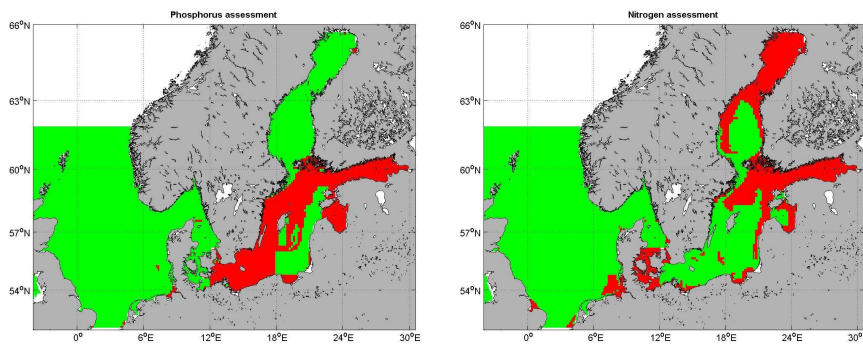 Phosphorus assessment
66°N
63°N
60°N
57°N
54°N
0°E
6°E
12°E
18°E
24°E
30°E
Nitrogen assessment
66°N
63°N
60°N
57°N
54°N
0°E
6°E
12°E
18°E
24°E
30°E